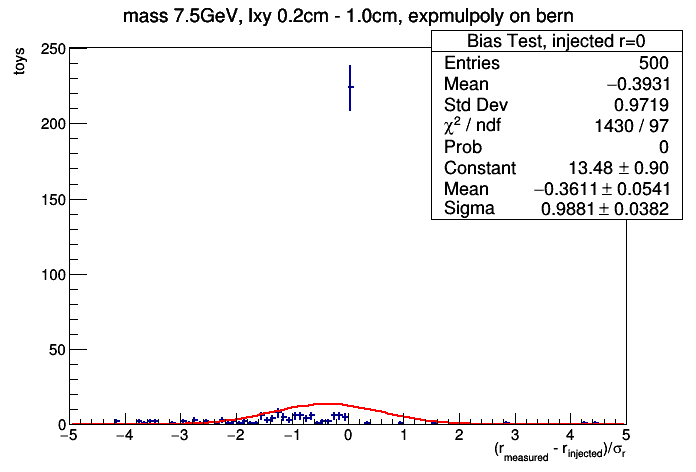 mass 7.5GeV, lxy 0.2cm - 1.0cm, expmulpoly on bern
toys
Bias Test, injected r=0
Entries 500
Mean −0.3931
Std Dev 0.9719
χ² / ndf 1430 / 97
Prob 0
Constant 13.48 ± 0.90
Mean −0.3611 ± 0.0541
Sigma 0.9881 ± 0.0382
250
200
150
100
50
0
−5 −4 −3 −2 −1 0 1 2 3 4 5
(r_measured - r_injected)/σ_r